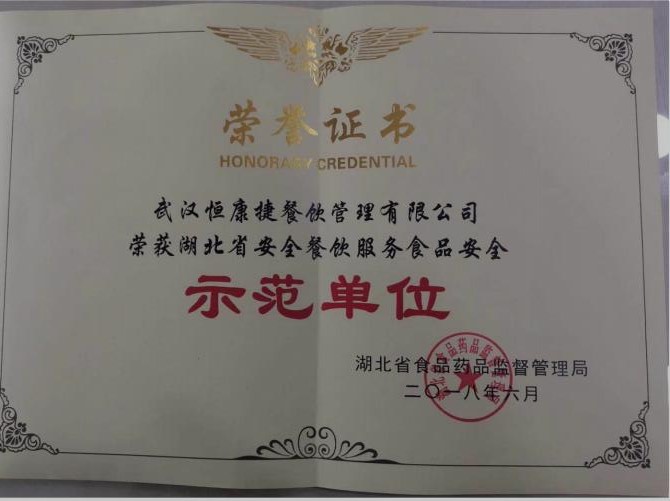 荣誉证书
HONORARY CREDENTIAL
武汉恒康捷餐饮管理有限公司
荣获湖北省安全餐饮服务食品安全
示范单位
湖北省食品药品监督管理局
二〇一八年六月